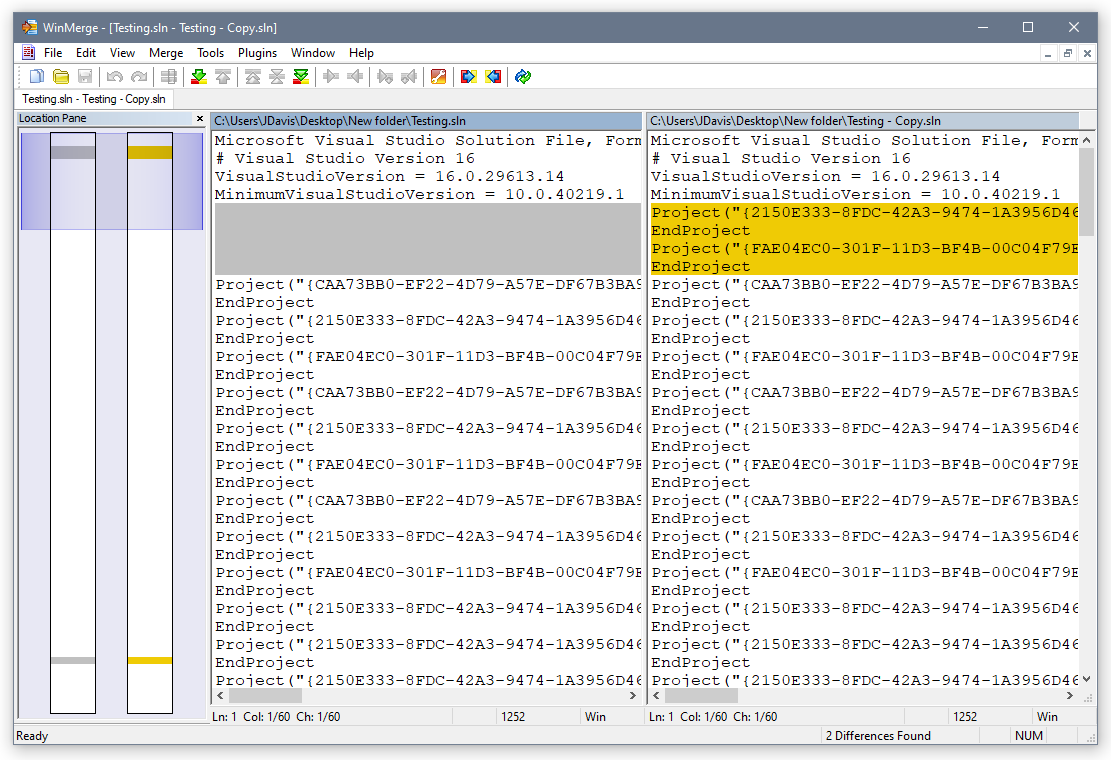 WinMerge - [Testing.sln - Testing - Copy.sln]
File Edit View Merge Tools Plugins Window Help
Testing.sln - Testing - Copy.sln
Location Pane
C:\Users\JDavis\Desktop\New folder\Testing.sln
Microsoft Visual Studio Solution File, Form
# Visual Studio Version 16
VisualStudioVersion = 16.0.29613.14
MinimumVisualStudioVersion = 10.0.40219.1
Project("{CAA73BB0-EF22-4D79-A57E-DF67B3BA9
EndProject
Project("{2150E333-8FDC-42A3-9474-1A3956D46
EndProject
Project("{FAE04EC0-301F-11D3-BF4B-00C04F79E
EndProject
Project("{CAA73BB0-EF22-4D79-A57E-DF67B3BA9
EndProject
Project("{2150E333-8FDC-42A3-9474-1A3956D46
EndProject
Project("{FAE04EC0-301F-11D3-BF4B-00C04F79E
EndProject
Project("{CAA73BB0-EF22-4D79-A57E-DF67B3BA9
EndProject
Project("{2150E333-8FDC-42A3-9474-1A3956D46
EndProject
Project("{FAE04EC0-301F-11D3-BF4B-00C04F79E
EndProject
Project("{2150E333-8FDC-42A3-9474-1A3956D46
EndProject
Project("{2150E333-8FDC-42A3-9474-1A3956D46
EndProject
Project("{2150E333-8FDC-42A3-9474-1A3956D46
Ln: 1 Col: 1/60 Ch: 1/60 1252 Win
C:\Users\JDavis\Desktop\New folder\Testing - Copy.sln
Microsoft Visual Studio Solution File, Form
# Visual Studio Version 16
VisualStudioVersion = 16.0.29613.14
MinimumVisualStudioVersion = 10.0.40219.1
Project("{2150E333-8FDC-42A3-9474-1A3956D46
EndProject
Project("{FAE04EC0-301F-11D3-BF4B-00C04F79E
EndProject
Project("{CAA73BB0-EF22-4D79-A57E-DF67B3BA9
EndProject
Project("{2150E333-8FDC-42A3-9474-1A3956D46
EndProject
Project("{FAE04EC0-301F-11D3-BF4B-00C04F79E
EndProject
Project("{CAA73BB0-EF22-4D79-A57E-DF67B3BA9
EndProject
Project("{2150E333-8FDC-42A3-9474-1A3956D46
EndProject
Project("{FAE04EC0-301F-11D3-BF4B-00C04F79E
EndProject
Project("{CAA73BB0-EF22-4D79-A57E-DF67B3BA9
EndProject
Project("{2150E333-8FDC-42A3-9474-1A3956D46
EndProject
Project("{FAE04EC0-301F-11D3-BF4B-00C04F79E
EndProject
Project("{2150E333-8FDC-42A3-9474-1A3956D46
EndProject
Project("{2150E333-8FDC-42A3-9474-1A3956D46
EndProject
Project("{2150E333-8FDC-42A3-9474-1A3956D46
Ln: 1 Col: 1/60 Ch: 1/60 1252 Win
Ready 2 Differences Found NUM